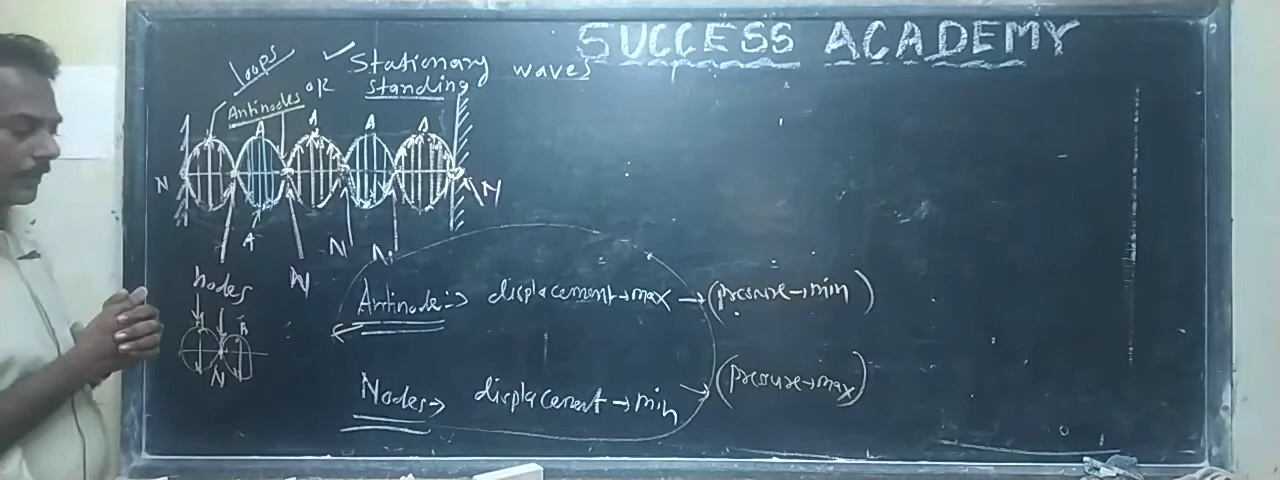 SUCCESS ACADEMY
Loops
✓ Stationary waves
or standing
Antinodes
A A A A
N N
A
N N N
Nodes
A
N
Antinode :-> displacement → max → (pressure → min)
Nodes → displacement → min (pressure → max)